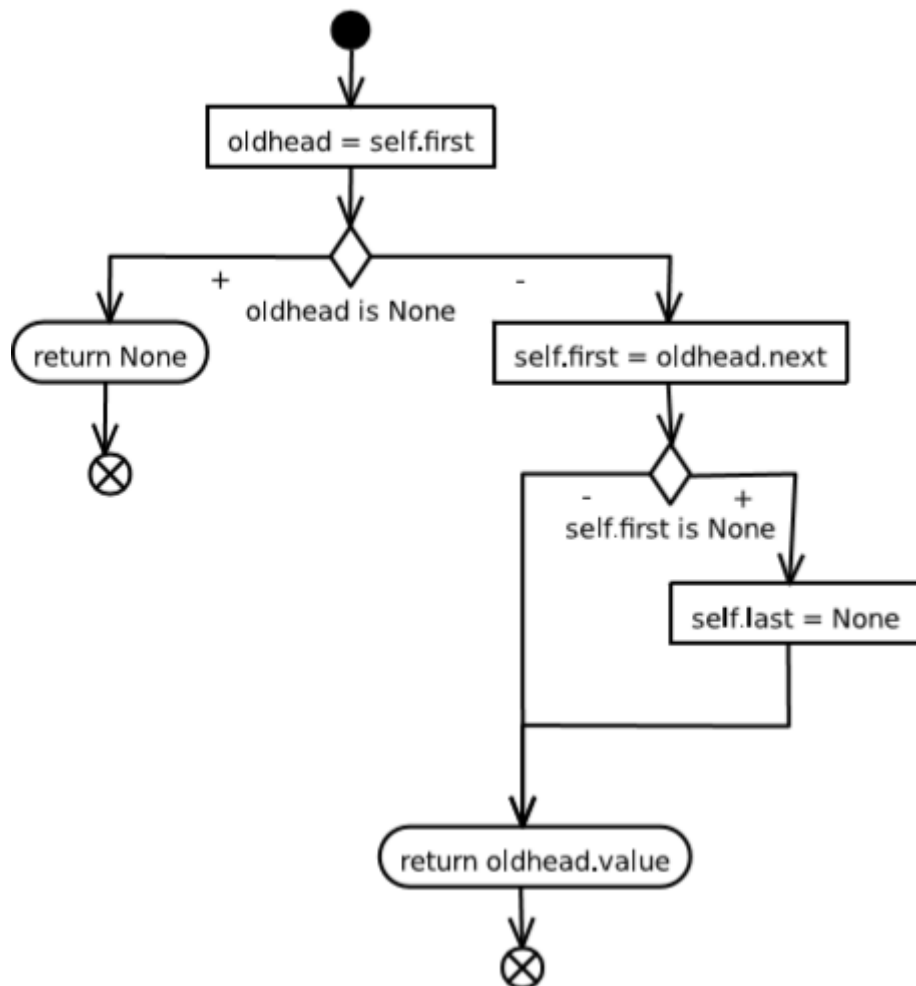 oldhead = self.first
+
-
oldhead is None
return None
self.first = oldhead.next
-
+
self.first is None
self.last = None
return oldhead.value